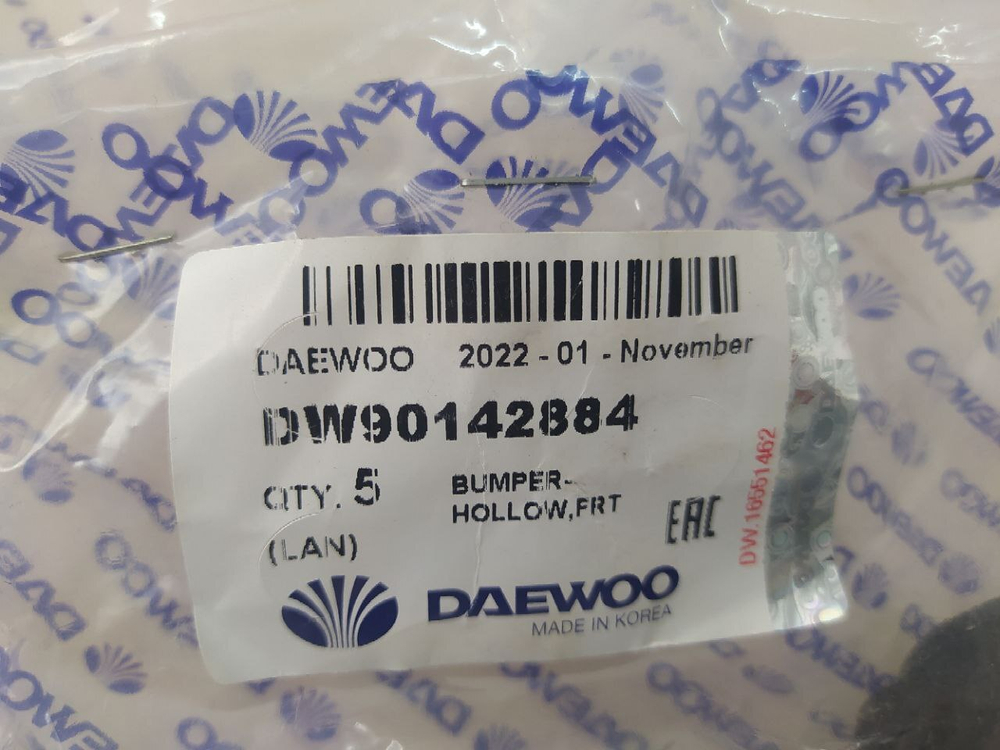 DAEWOO 2022 - 01 - November
DW90142884
QTY. 5 BUMPER-
HOLLOW,FRT
(LAN)
EAC
DW.16551462
DAEWOO
MADE IN KOREA